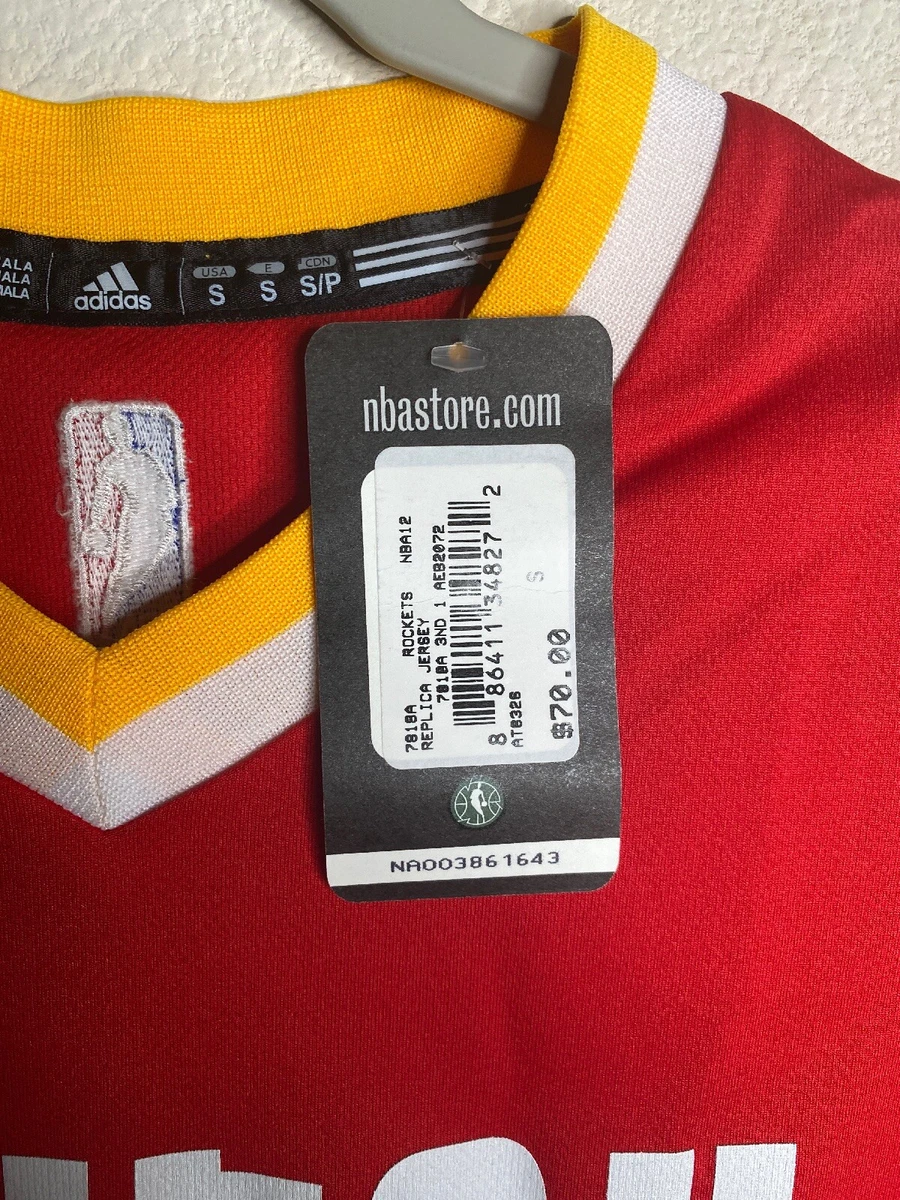 ALA
ALA
MALA
adidas
USA
S
E
S
CDN
S/P
nbastore.com
7818A ROCKETS NBA12
REPLICA JERSEY
7818A 3ND 1 AEB2072
8 86411 34827 2
AT8326 S
$70.00
NA003861643